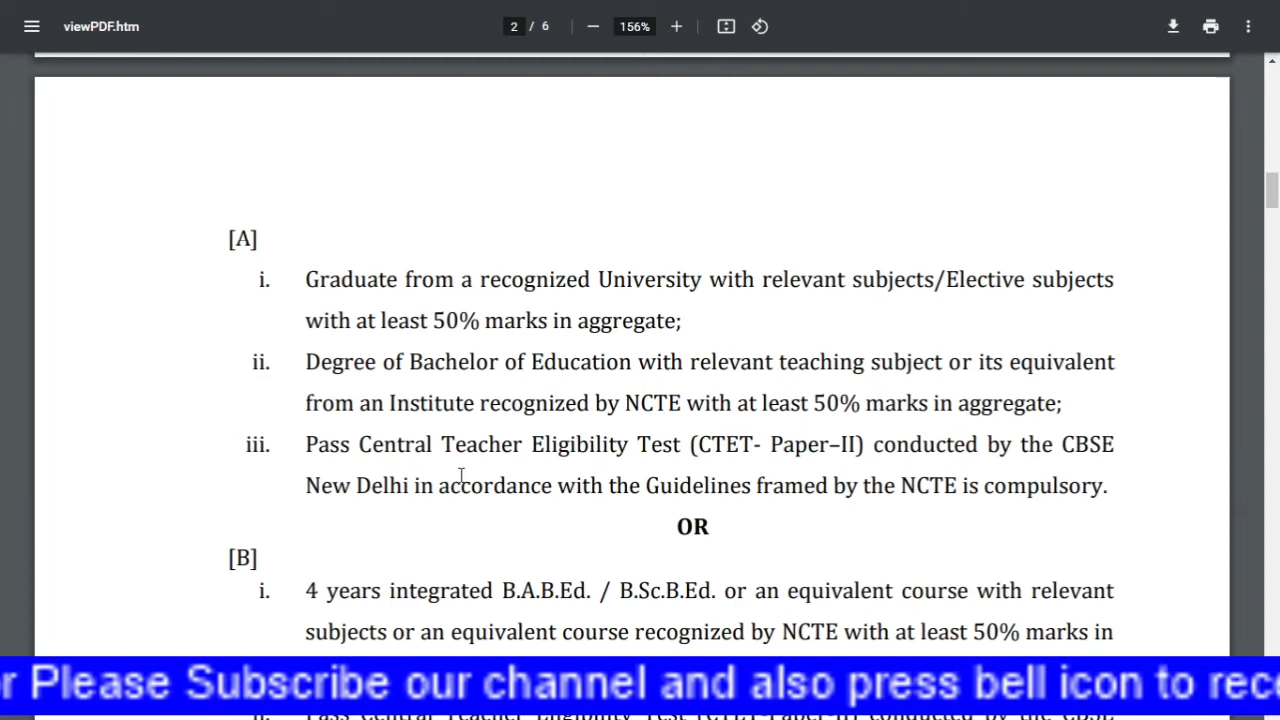 viewPDF.htm 2 / 6 156%
[A]
i. Graduate from a recognized University with relevant subjects/Elective subjects
with at least 50% marks in aggregate;
ii. Degree of Bachelor of Education with relevant teaching subject or its equivalent
from an Institute recognized by NCTE with at least 50% marks in aggregate;
iii. Pass Central Teacher Eligibility Test (CTET- Paper–II) conducted by the CBSE
New Delhi in accordance with the Guidelines framed by the NCTE is compulsory.
OR
[B]
i. 4 years integrated B.A.B.Ed. / B.Sc.B.Ed. or an equivalent course with relevant
subjects or an equivalent course recognized by NCTE with at least 50% marks in
Please Subscribe our channel and also press bell icon to